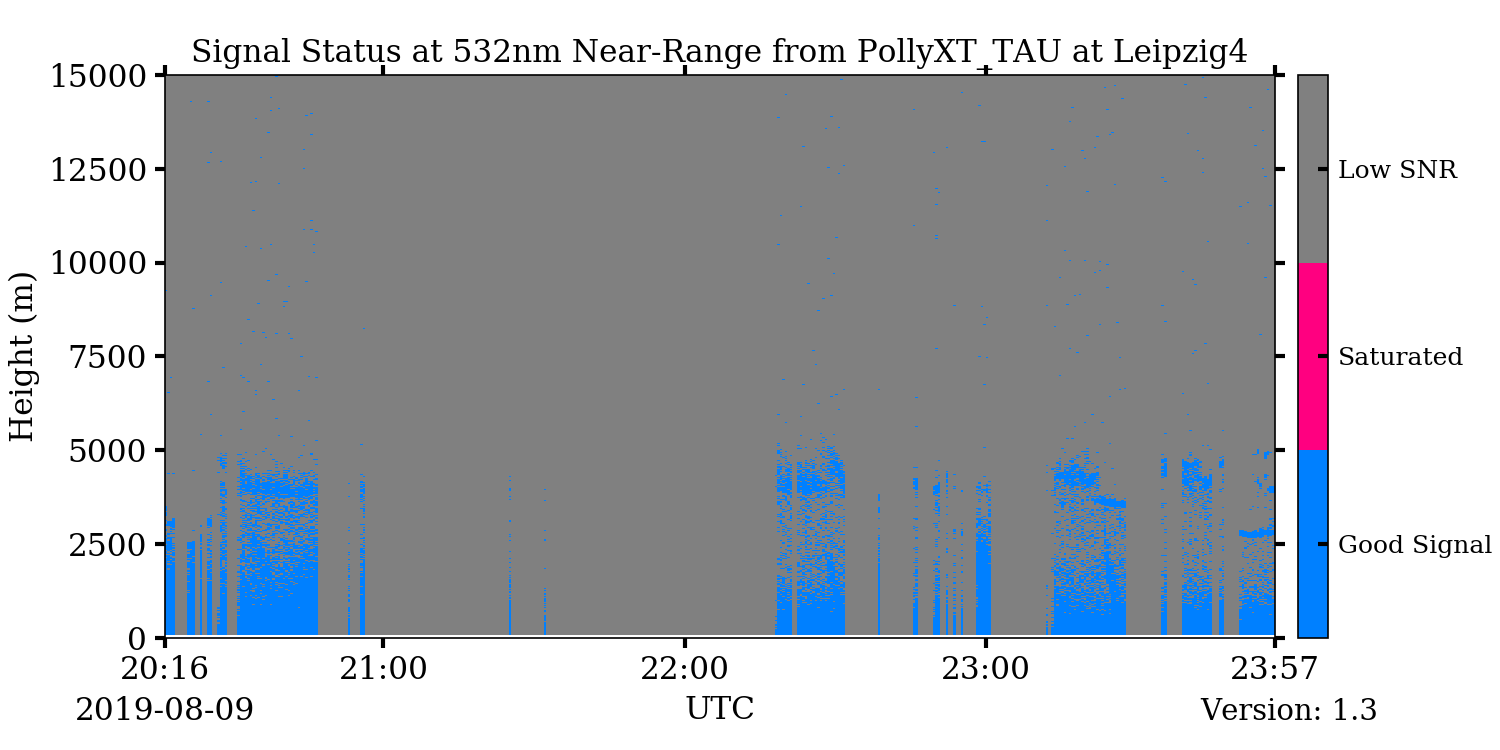 Signal Status at 532nm Near-Range from PollyXT_TAU at Leipzig4
15000
12500
10000
7500
5000
2500
0
Height (m)
20:16
21:00
22:00
23:00
23:57
2019-08-09
UTC
Version: 1.3
Low SNR
Saturated
Good Signal